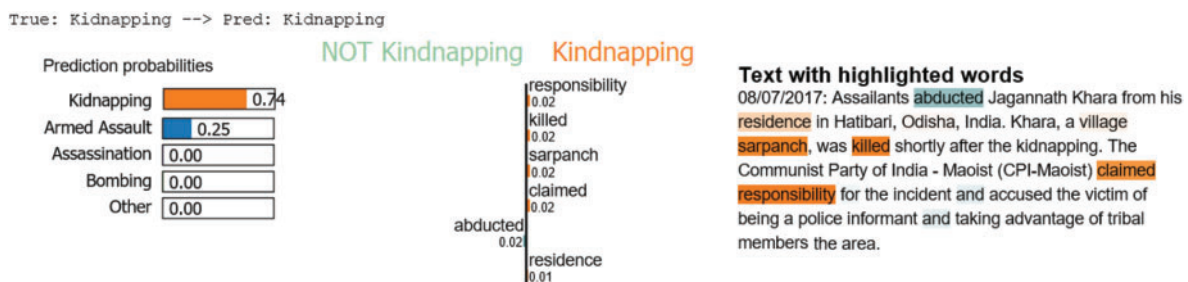 True: Kidnapping --> Pred: Kidnapping
Prediction probabilities
Kidnapping 0.74
Armed Assault 0.25
Assassination 0.00
Bombing 0.00
Other 0.00
NOT Kindnapping Kindnapping
responsibility
0.02
killed
0.02
sarpanch
0.02
claimed
0.02
abducted
0.02
residence
0.01
Text with highlighted words
08/07/2017: Assailants abducted Jagannath Khara from his
residence in Hatibari, Odisha, India. Khara, a village
sarpanch, was killed shortly after the kidnapping. The
Communist Party of India - Maoist (CPI-Maoist) claimed
responsibility for the incident and accused the victim of
being a police informant and taking advantage of tribal
members the area.